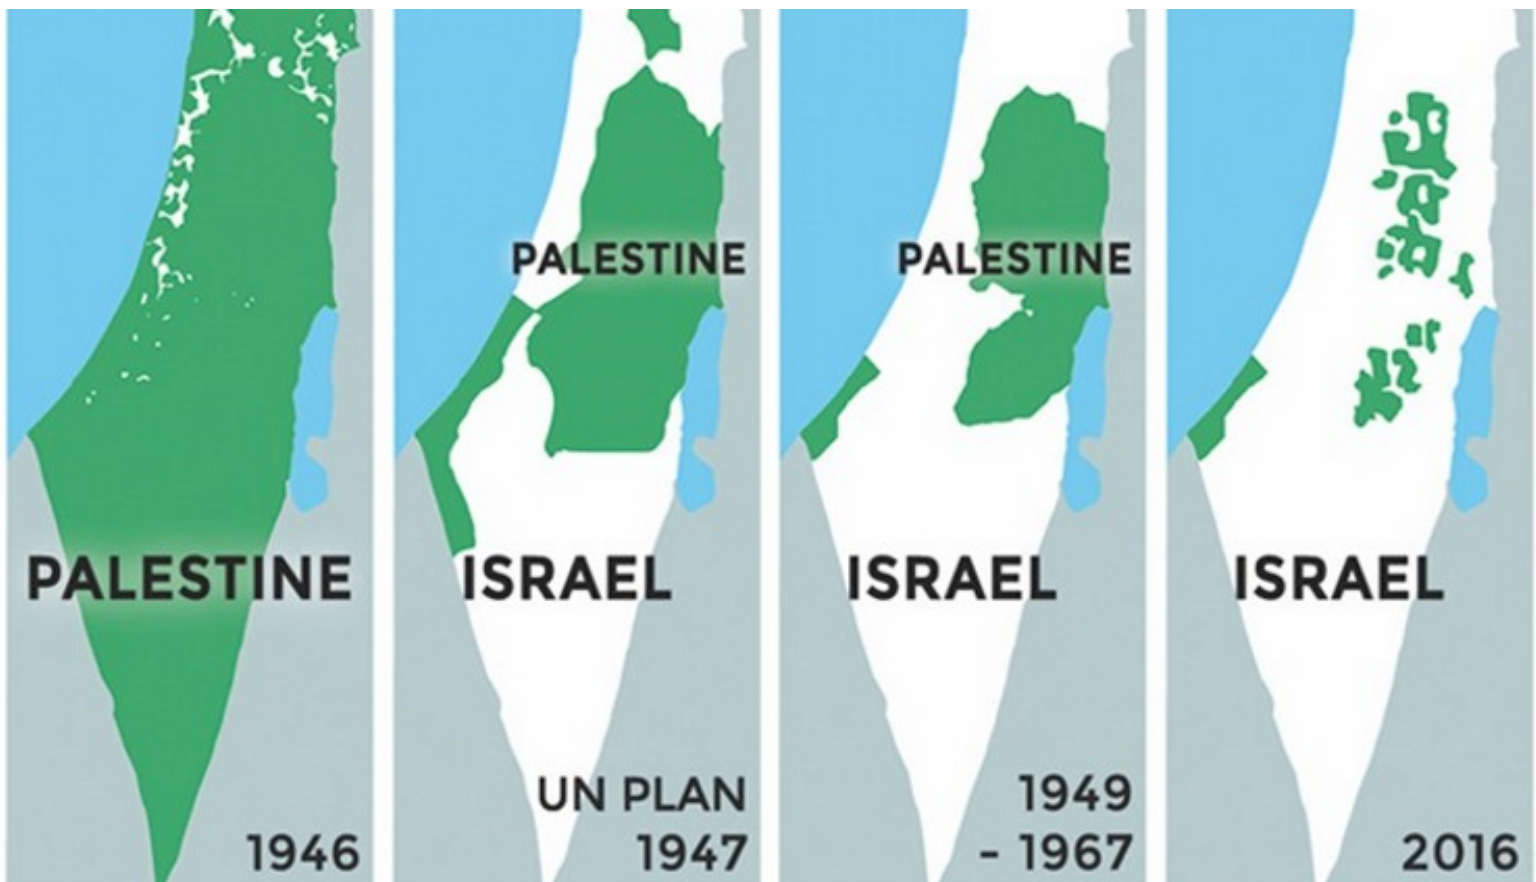 PALESTINE
1946
PALESTINE
ISRAEL
UN PLAN
1947
PALESTINE
ISRAEL
1949
- 1967
ISRAEL
2016